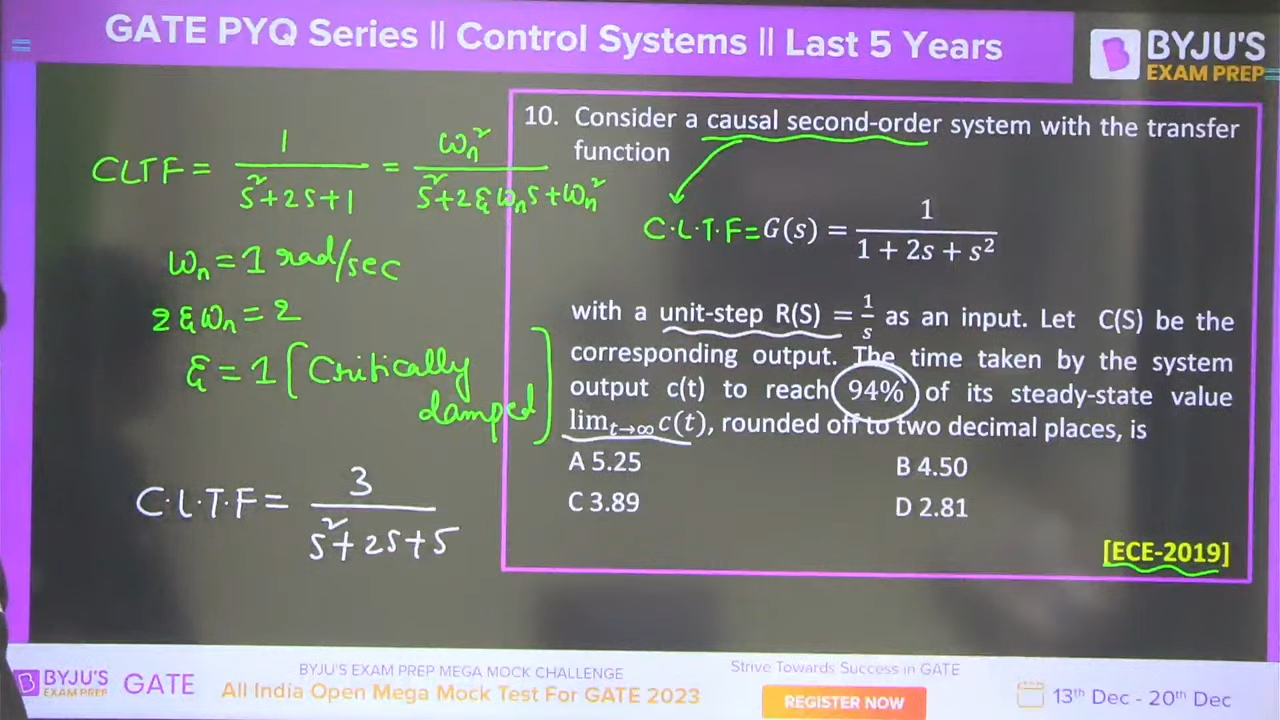 GATE PYQ Series || Control Systems || Last 5 Years
BYJU'S
EXAM PREP
CLTF = 1 / (s²+2s+1) = ωn² / (s²+2ξωns+ωn²)
ωn = 1 rad/sec
2ξωn = 2
ξ = 1 [Critically
damped]
C.L.T.F = 3 / (s²+2s+5)
10. Consider a causal second-order system with the transfer
function
C.L.T.F = G(s) = 1 / (1 + 2s + s²)
with a unit-step R(S) = 1/s as an input. Let C(S) be the
corresponding output. The time taken by the system
output c(t) to reach 94% of its steady-state value
lim t→∞ c(t), rounded off to two decimal places, is
A 5.25 B 4.50
C 3.89 D 2.81
[ECE-2019]
BYJU'S
EXAM PREP
GATE
BYJU'S EXAM PREP MEGA MOCK CHALLENGE
All India Open Mega Mock Test For GATE 2023
Strive Towards Success in GATE
REGISTER NOW
13th Dec - 20th Dec